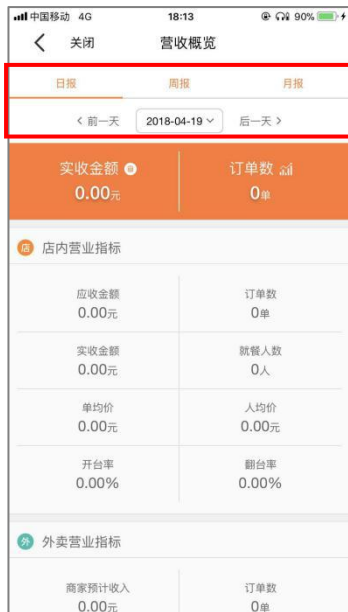 中国移动 4G 18:13 90%
关闭 营收概览
日报 周报 月报
<前一天 2018-04-19 后一天>
实收金额 订单数
0.00元 0单
店 店内营业指标
应收金额 订单数
0.00元 0单
实收金额 就餐人数
0.00元 0人
单均价 人均价
0.00元 0.00元
开台率 翻台率
0.00% 0.00%
外 外卖营业指标
商家预计收入 订单数
0.00元 0单